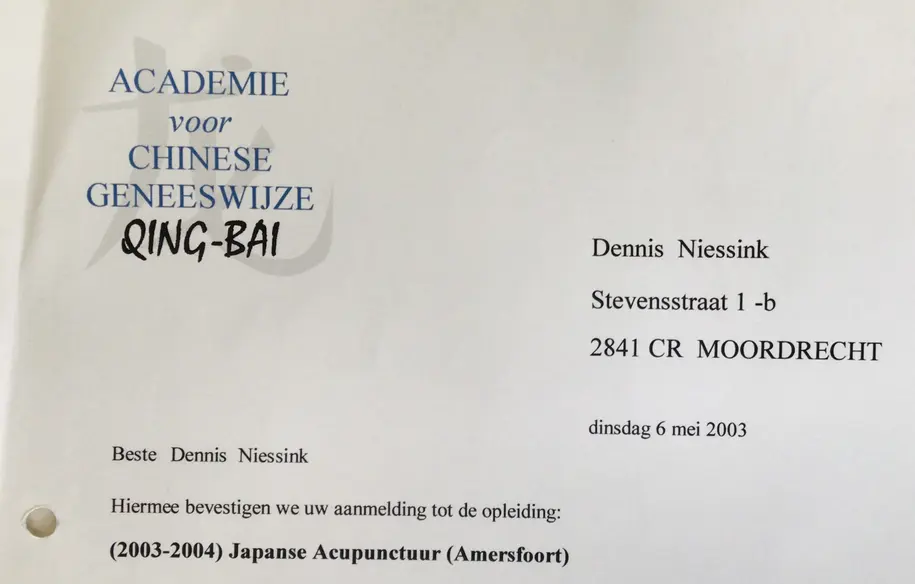 龙
ACADEMIE
voor
CHINESE
GENEESWIJZE
QING-BAI
Dennis Niessink
Stevensstraat 1 -b
2841 CR MOORDRECHT
dinsdag 6 mei 2003
Beste Dennis Niessink
Hiermee bevestigen we uw aanmelding tot de opleiding:
(2003-2004) Japanse Acupunctuur (Amersfoort)